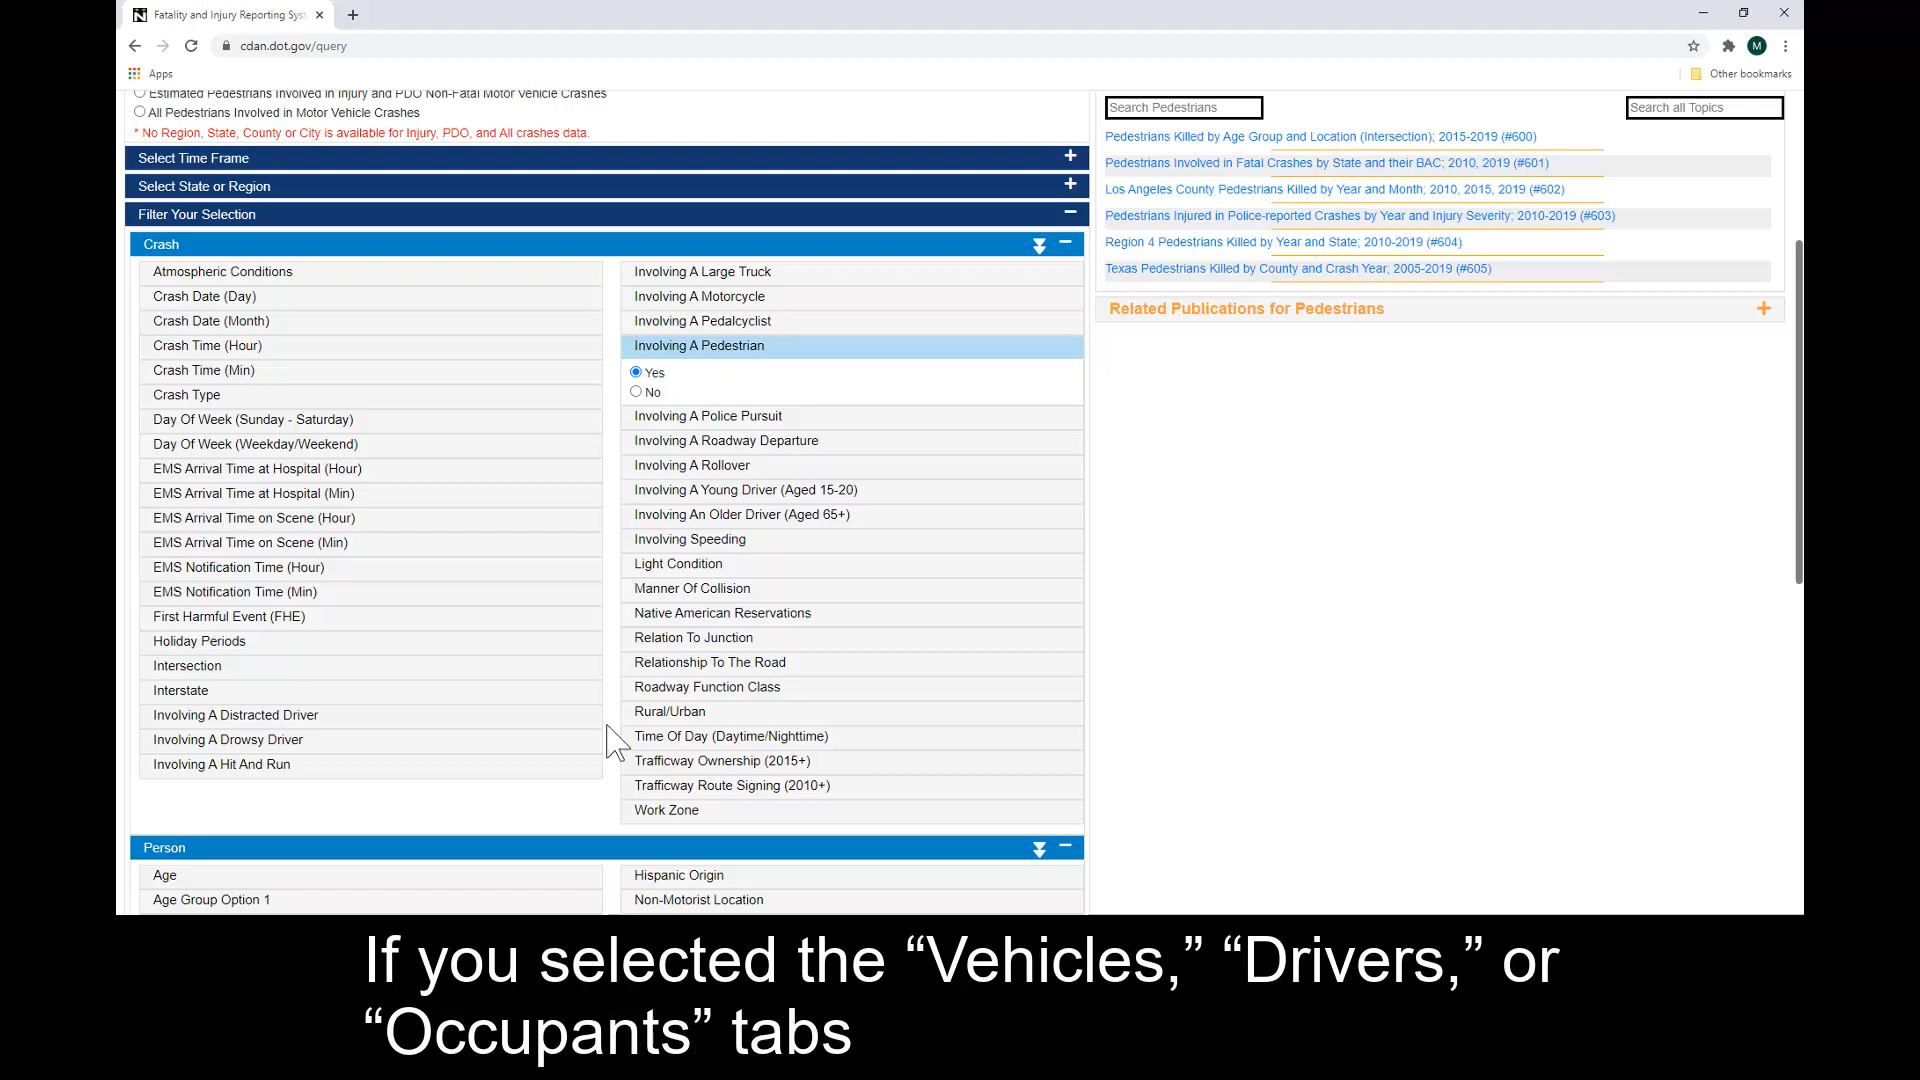 Fatality and Injury Reporting Sys
cdan.dot.gov/query
M
Apps
Other bookmarks
Estimated Pedestrians Involved in Injury and PDO Non-Fatal Motor Vehicle Crashes
All Pedestrians Involved in Motor Vehicle Crashes
* No Region, State, County or City is available for Injury, PDO, and All crashes data.
Select Time Frame
Select State or Region
Filter Your Selection
Crash
Atmospheric Conditions
Crash Date (Day)
Crash Date (Month)
Crash Time (Hour)
Crash Time (Min)
Crash Type
Day Of Week (Sunday - Saturday)
Day Of Week (Weekday/Weekend)
EMS Arrival Time at Hospital (Hour)
EMS Arrival Time at Hospital (Min)
EMS Arrival Time on Scene (Hour)
EMS Arrival Time on Scene (Min)
EMS Notification Time (Hour)
EMS Notification Time (Min)
First Harmful Event (FHE)
Holiday Periods
Intersection
Interstate
Involving A Distracted Driver
Involving A Drowsy Driver
Involving A Hit And Run
Involving A Large Truck
Involving A Motorcycle
Involving A Pedalcyclist
Involving A Pedestrian
Yes
No
Involving A Police Pursuit
Involving A Roadway Departure
Involving A Rollover
Involving A Young Driver (Aged 15-20)
Involving An Older Driver (Aged 65+)
Involving Speeding
Light Condition
Manner Of Collision
Native American Reservations
Relation To Junction
Relationship To The Road
Roadway Function Class
Rural/Urban
Time Of Day (Daytime/Nighttime)
Trafficway Ownership (2015+)
Trafficway Route Signing (2010+)
Work Zone
Person
Age
Age Group Option 1
Hispanic Origin
Non-Motorist Location
Search Pedestrians
Search all Topics
Pedestrians Killed by Age Group and Location (Intersection); 2015-2019 (#600)
Pedestrians Involved in Fatal Crashes by State and their BAC; 2010, 2019 (#601)
Los Angeles County Pedestrians Killed by Year and Month; 2010, 2015, 2019 (#602)
Pedestrians Injured in Police-reported Crashes by Year and Injury Severity; 2010-2019 (#603)
Region 4 Pedestrians Killed by Year and State; 2010-2019 (#604)
Texas Pedestrians Killed by County and Crash Year; 2005-2019 (#605)
Related Publications for Pedestrians
If you selected the “Vehicles,” “Drivers,” or
“Occupants” tabs